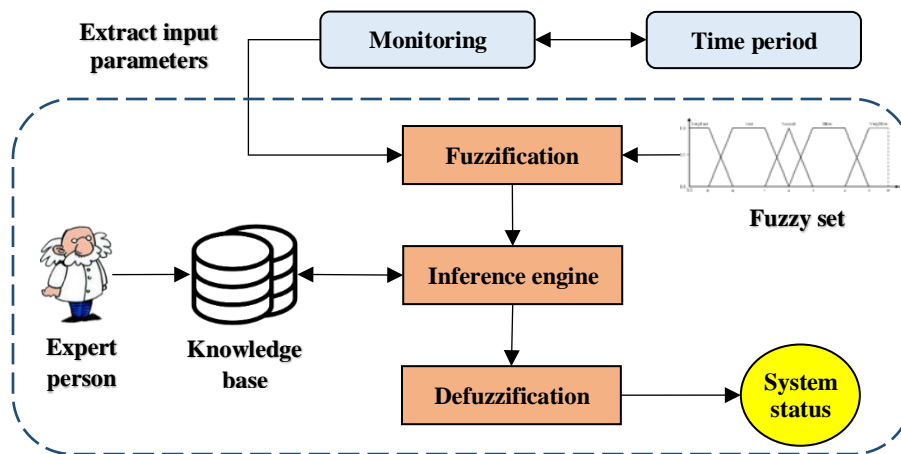 Extract input
parameters
Monitoring
Time period
Fuzzification
Fuzzy set
Inference engine
Expert
person
Knowledge
base
Defuzzification
System
status